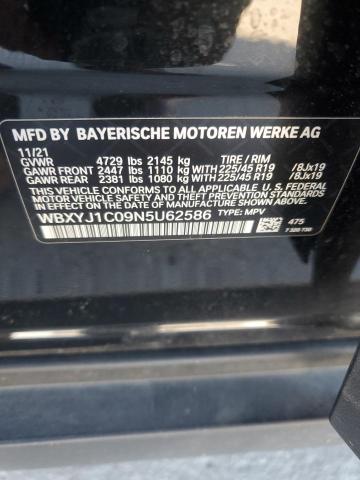 MFD BY BAYERISCHE MOTOREN WERKE AG
11/21
GVWR 4729 lbs 2145 kg TIRE / RIM
GAWR FRONT 2447 lbs 1110 kg WITH 225/45 R19 /8Jx19
GAWR REAR 2381 lbs 1080 kg WITH 225/45 R19 /8Jx19
THIS VEHICLE CONFORMS TO ALL APPLICABLE U.S. FEDERAL MOTOR VEHICLE SAFETY, BUMPER, AND THEFT PREVENTION STANDARDS IN EFFECT ON THE DATE OF MANUFACTURE SHOWN ABOVE.
WBXYJ1C09N5U62586 TYPE: MPV
475